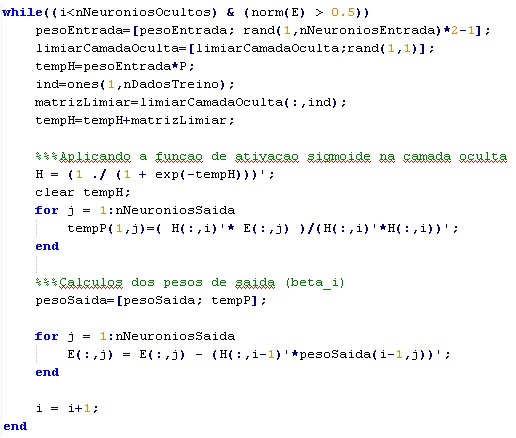 while((i<nNeuroniosOcultos) & (norm(E) > 0.5))
pesoEntrada=[pesoEntrada; rand(1,nNeuroniosEntrada)*2-1];
limiarCamadaOculta=[limiarCamadaOculta;rand(1,1)];
tempH=pesoEntrada*P;
ind=ones(1,nDadosTreino);
matrizLimiar=limiarCamadaOculta(:,ind);
tempH=tempH+matrizLimiar;
%%%Aplicando a funcao de ativacao sigmoide na camada oculta
H = (1 ./ (1 + exp(-tempH)))';
clear tempH;
for j = 1:nNeuroniosSaida
tempP(1,j)=( H(:,i)'* E(:,j) )/(H(:,i)'*H(:,i))';
end
%%%Calculos dos pesos de saida (beta_i)
pesoSaida=[pesoSaida; tempP];
for j = 1:nNeuroniosSaida
E(:,j) = E(:,j) - (H(:,i-1)'*pesoSaida(i-1,j))';
end
i = i+1;
end